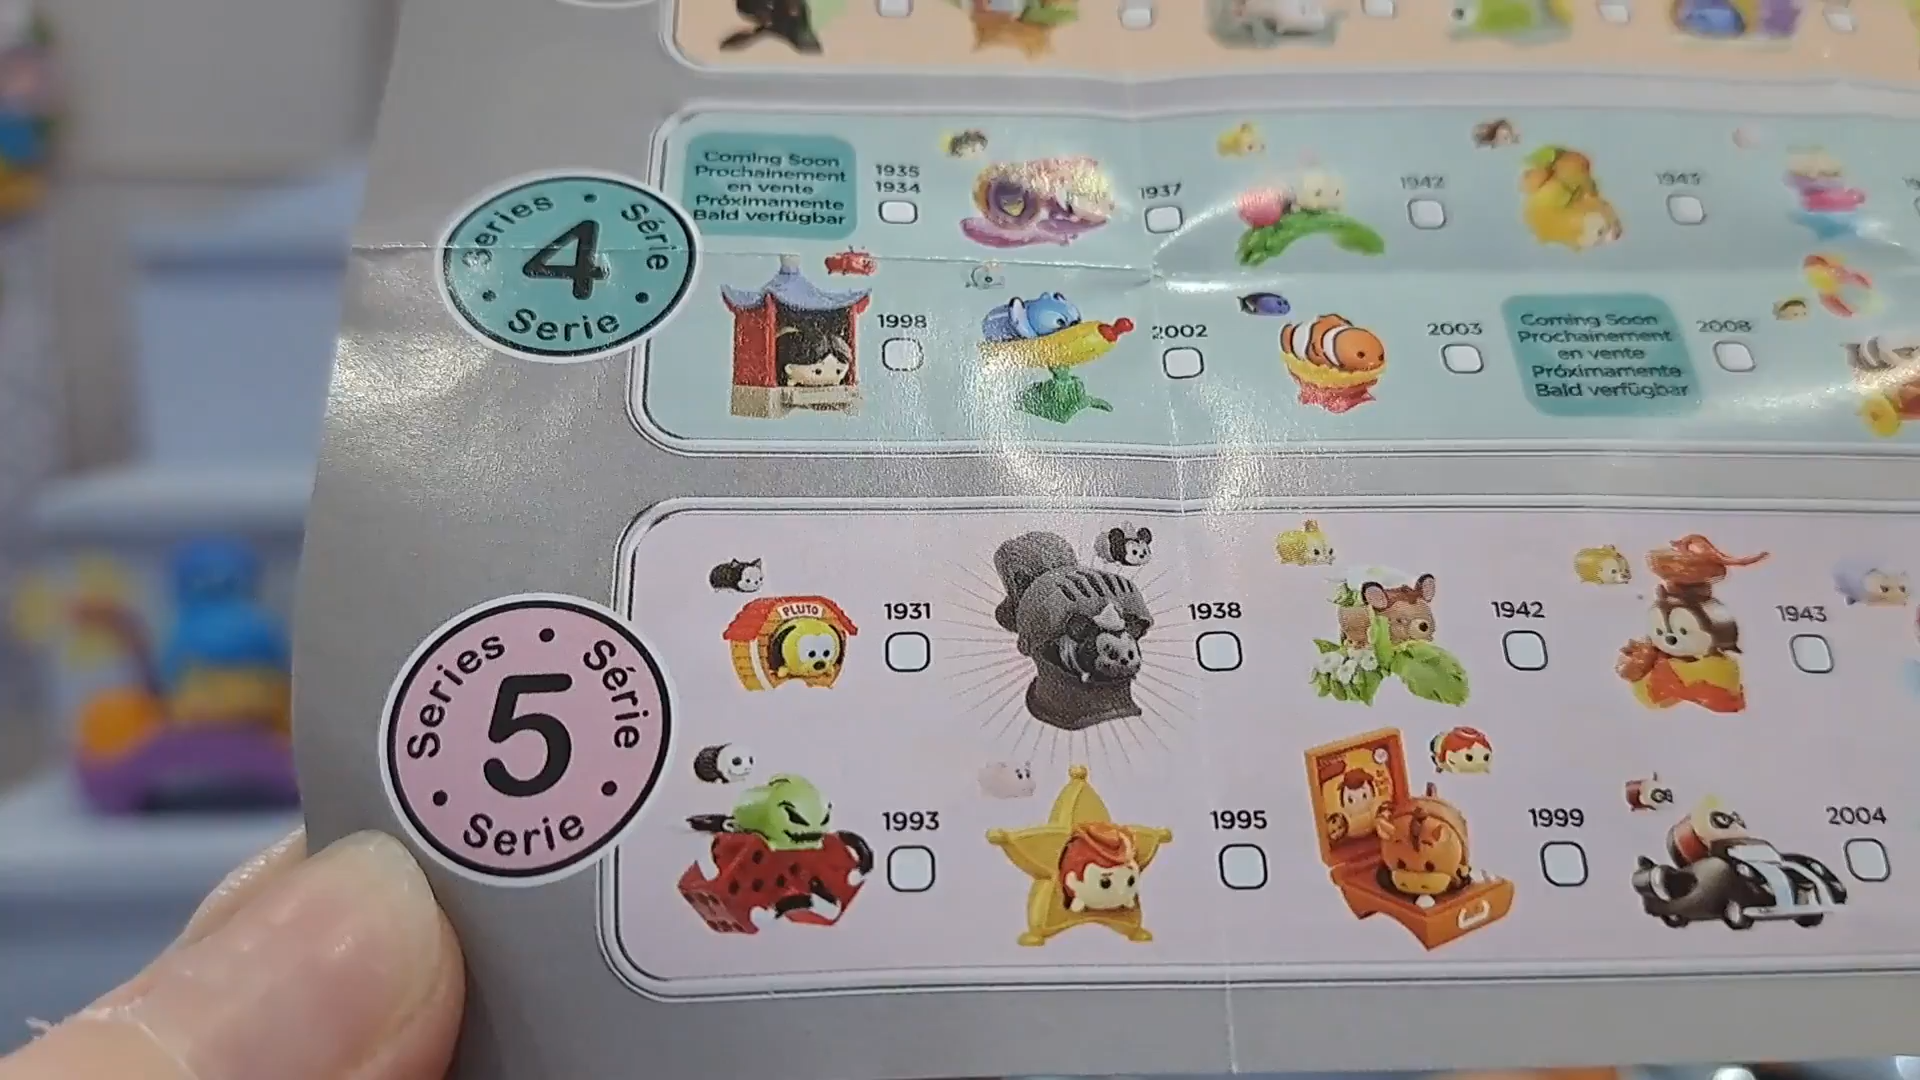 Coming Soon
Prochainement
en vente
Próximamente
Bald verfügbar
1935
1934
1937
1942
1943
Series
Série
4
Serie
1998
2002
2003
Coming Soon
Prochainement
en vente
Próximamente
Bald verfügbar
2008
PLUTO
1931
1938
1942
1943
Series
Série
5
Serie
1993
1995
1999
2004